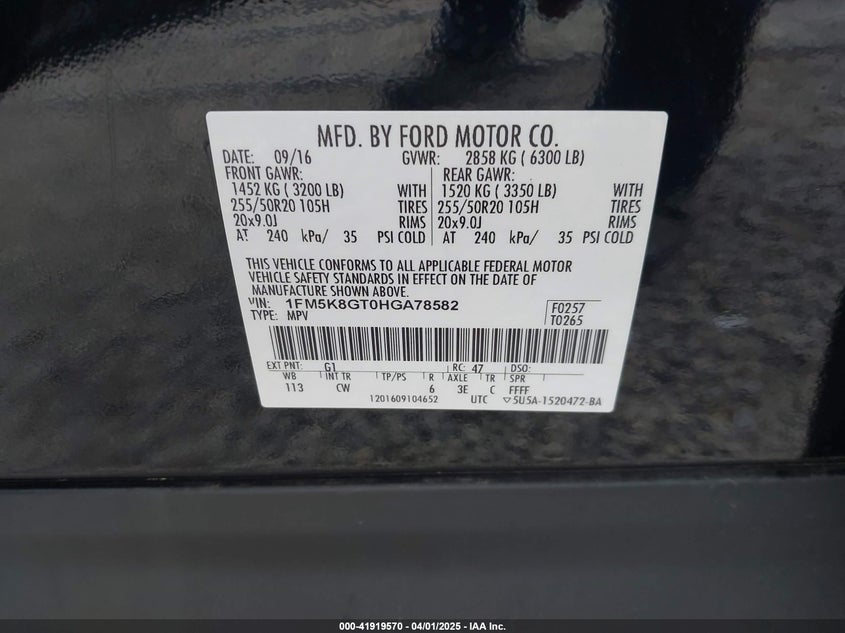 MFD. BY FORD MOTOR CO.
DATE: 09/16 GVWR: 2858 KG ( 6300 LB)
FRONT GAWR: REAR GAWR:
1452 KG ( 3200 LB) WITH 1520 KG ( 3350 LB) WITH
255/50R20 105H TIRES 255/50R20 105H TIRES
20x9.0J RIMS 20x9.0J RIMS
AT 240 kPa/ 35 PSI COLD AT 240 kPa/ 35 PSI COLD
THIS VEHICLE CONFORMS TO ALL APPLICABLE FEDERAL MOTOR
VEHICLE SAFETY STANDARDS IN EFFECT ON THE DATE OF
MANUFACTURE SHOWN ABOVE.
VIN: 1FM5K8GT0HGA78582 F0257
TYPE: MPV T0265
EXT PNT: G1 RC: 47 DSO:
WB INT TR TP/PS R AXLE TR SPR
113 CW 6 3E C FFFF
1201609104652 UTC ▽5U5A-1520472-BA
000-41919570 - 04/01/2025 - IAA Inc.